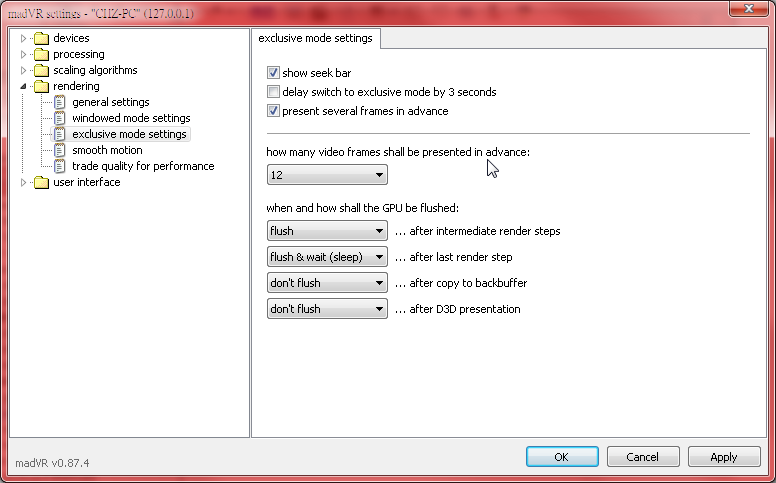 madVR settings - "CHZ-PC" (127.0.0.1)
devices
processing
scaling algorithms
rendering
general settings
windowed mode settings
exclusive mode settings
smooth motion
trade quality for performance
user interface
exclusive mode settings
show seek bar
delay switch to exclusive mode by 3 seconds
present several frames in advance
how many video frames shall be presented in advance:
12
when and how shall the GPU be flushed:
flush ... after intermediate render steps
flush & wait (sleep) ... after last render step
don't flush ... after copy to backbuffer
don't flush ... after D3D presentation
madVR v0.87.4
OK Cancel Apply